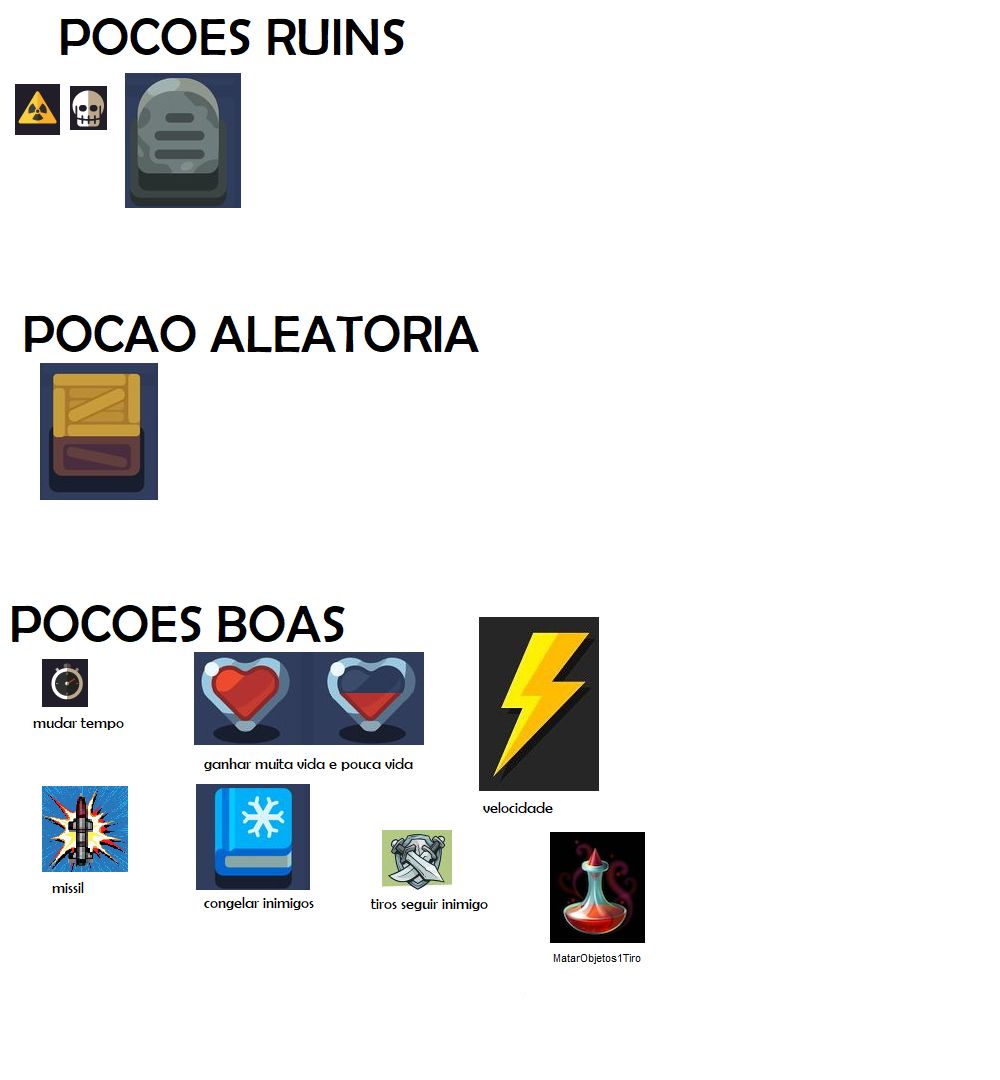 POCOES RUINS
POCAO ALEATORIA
POCOES BOAS
mudar tempo
ganhar muita vida e pouca vida
velocidade
missil
congelar inimigos
tiros seguir inimigo
MatarObjetos1Tiro